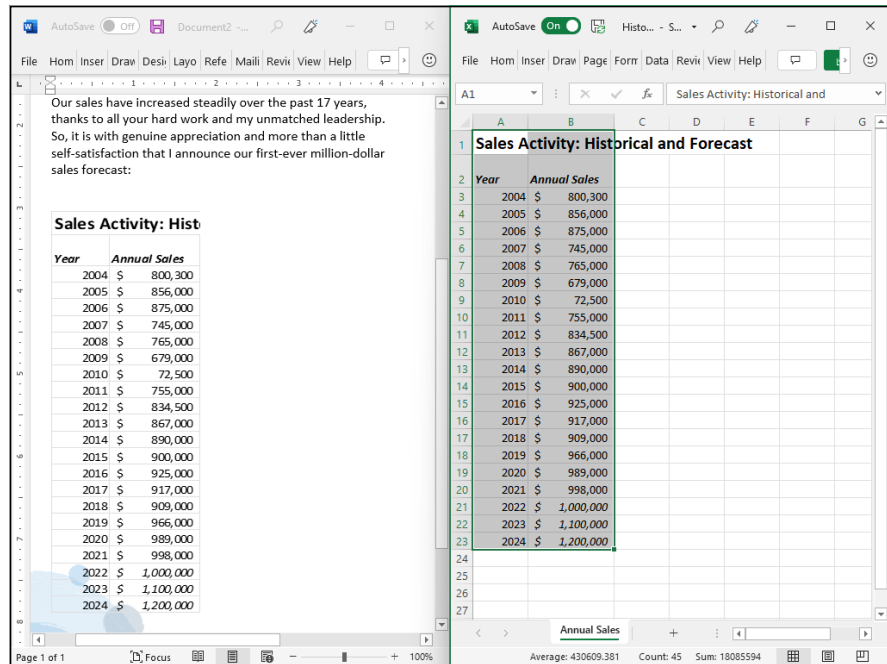 AutoSave Off Document2 -...
File Hom Inser Draw Desi Layo Refe Maili Revie View Help
1 2 3 4
Our sales have increased steadily over the past 17 years,
thanks to all your hard work and my unmatched leadership.
So, it is with genuine appreciation and more than a little
self-satisfaction that I announce our first-ever million-dollar
sales forecast:
Sales Activity: Histo
Year Annual Sales
2004 $ 800,300
2005 $ 856,000
2006 $ 875,000
2007 $ 745,000
2008 $ 765,000
2009 $ 679,000
2010 $ 72,500
2011 $ 755,000
2012 $ 834,500
2013 $ 867,000
2014 $ 890,000
2015 $ 900,000
2016 $ 925,000
2017 $ 917,000
2018 $ 909,000
2019 $ 966,000
2020 $ 989,000
2021 $ 998,000
2022 $ 1,000,000
2023 $ 1,100,000
2024 $ 1,200,000
Page 1 of 1 Focus 100%
AutoSave On Histo... - S...
File Hom Inser Draw Page Form Data Revie View Help
A1 fx Sales Activity: Historical and
A B C D E F G
1 Sales Activity: Historical and Forecast
2 Year Annual Sales
3 2004 $ 800,300
4 2005 $ 856,000
5 2006 $ 875,000
6 2007 $ 745,000
7 2008 $ 765,000
8 2009 $ 679,000
9 2010 $ 72,500
10 2011 $ 755,000
11 2012 $ 834,500
12 2013 $ 867,000
13 2014 $ 890,000
14 2015 $ 900,000
15 2016 $ 925,000
16 2017 $ 917,000
17 2018 $ 909,000
18 2019 $ 966,000
19 2020 $ 989,000
20 2021 $ 998,000
21 2022 $ 1,000,000
22 2023 $ 1,100,000
23 2024 $ 1,200,000
24
25
26
27
Annual Sales
Average: 430609.381 Count: 45 Sum: 18085594